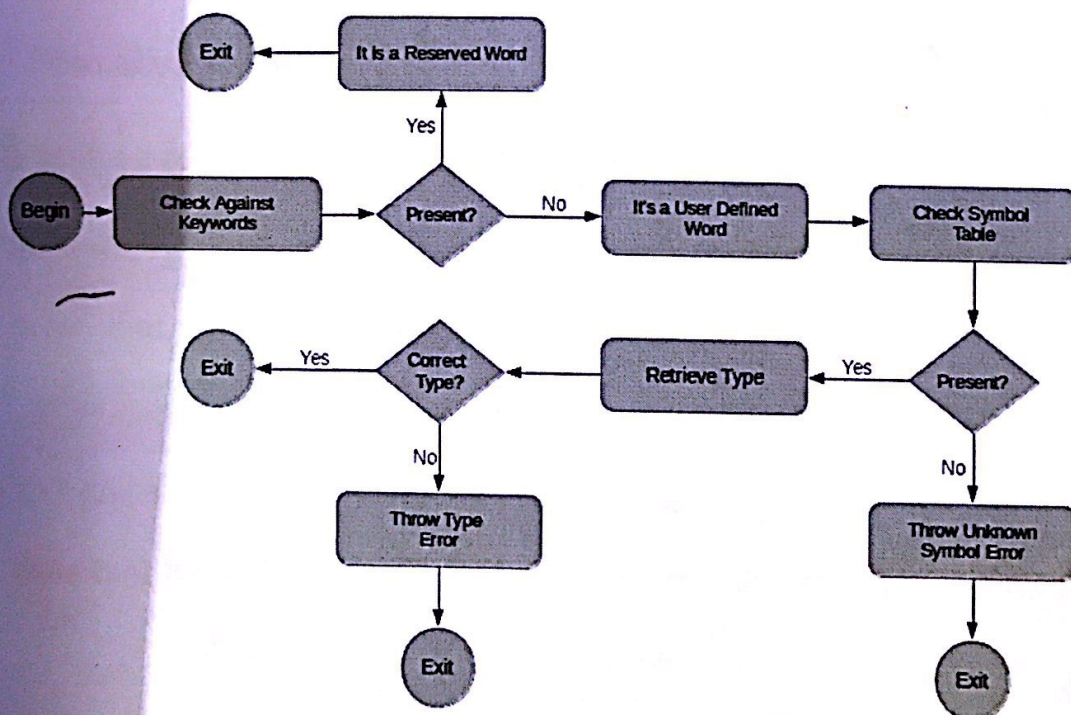 Exit
It is a Reserved Word
Yes
Begin
Check Against
Keywords
Present?
No
It's a User Defined
Word
Check Symbol
Table
Exit
Yes
Correct
Type?
Retrieve Type
Yes
Present?
No
No
Throw Type
Error
Throw Unknown
Symbol Error
Exit
Exit